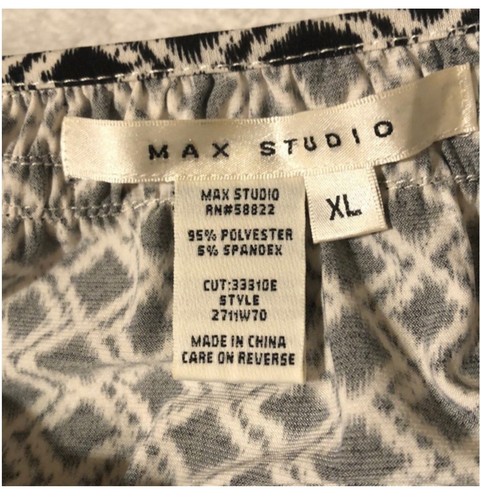 MAX STUDIO
XL
MAX STUDIO
RN#58822
95% POLYESTER
5% SPANDEX
CUT:33310E
STYLE
2711W70
MADE IN CHINA
CARE ON REVERSE